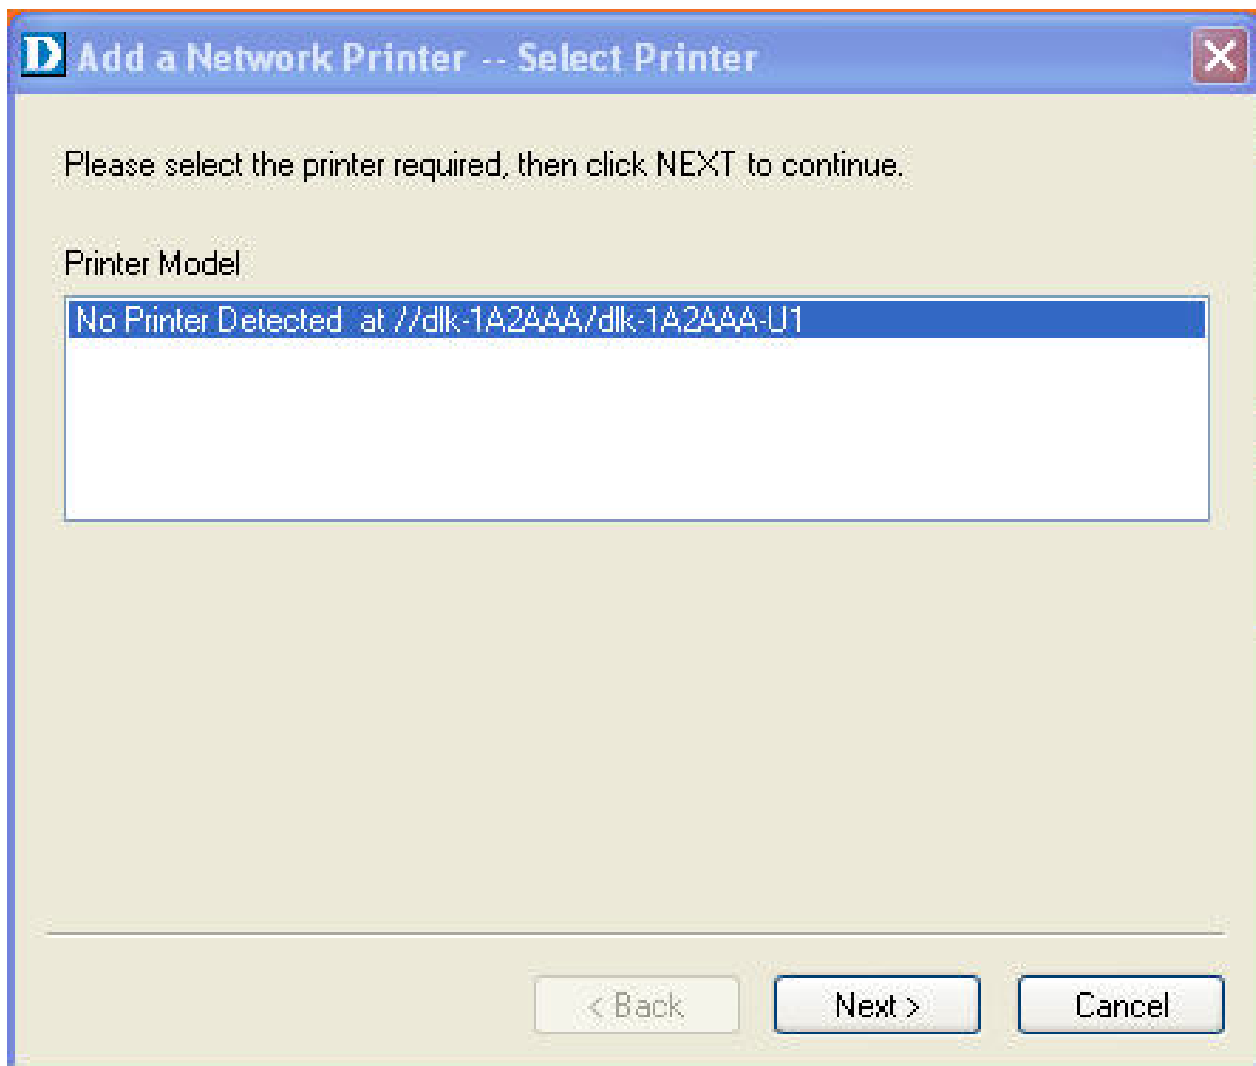 D Add a Network Printer -- Select Printer
Please select the printer required, then click NEXT to continue.
Printer Model
No Printer Detected at //dlk-1A2AAA/dlk-1A2AAA-U1
< Back
Next >
Cancel